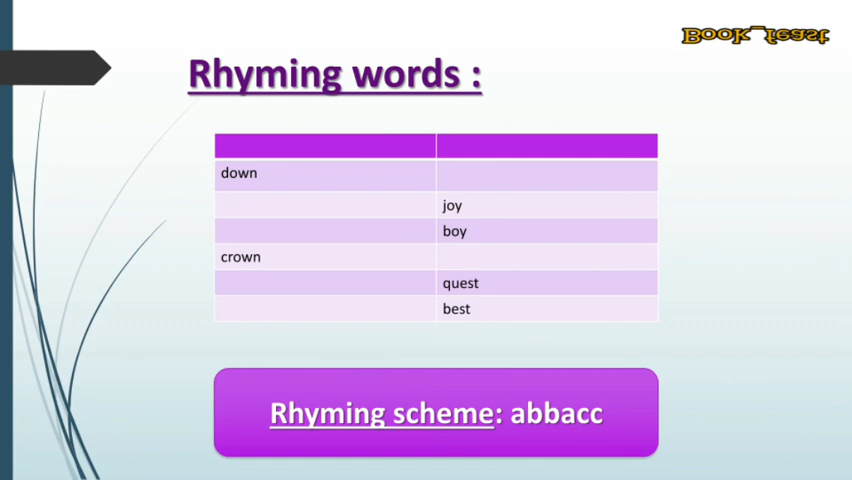 Rhyming words :
down
joy
boy
crown
quest
best
Rhyming scheme: abbacc